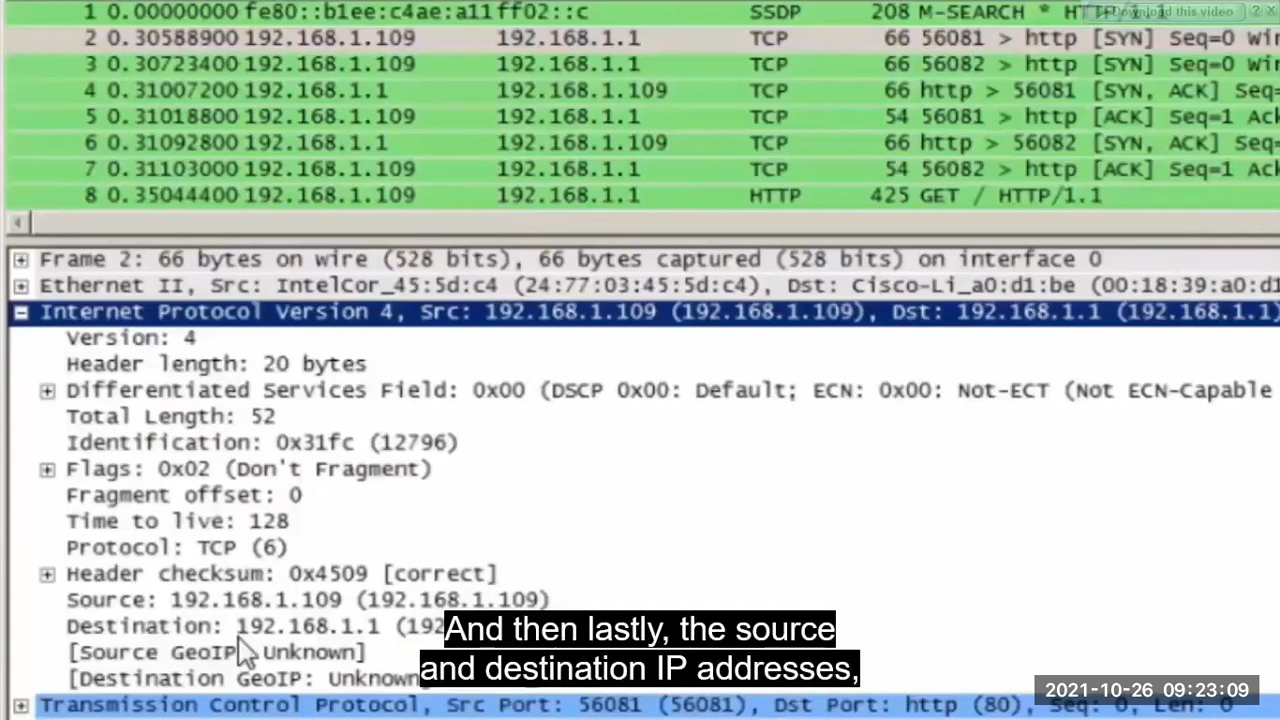 1 0.00000000 fe80::b1ee:c4ae:a11 ff02::c SSDP 208 M-SEARCH * HTTP/1.1
Download this video ? ×
2 0.30588900 192.168.1.109 192.168.1.1 TCP 66 56081 > http [SYN] Seq=0 Win
3 0.30723400 192.168.1.109 192.168.1.1 TCP 66 56082 > http [SYN] Seq=0 Win
4 0.31007200 192.168.1.1 192.168.1.109 TCP 66 http > 56081 [SYN, ACK] Seq=
5 0.31018800 192.168.1.109 192.168.1.1 TCP 54 56081 > http [ACK] Seq=1 Ack
6 0.31092800 192.168.1.1 192.168.1.109 TCP 66 http > 56082 [SYN, ACK] Seq=
7 0.31103000 192.168.1.109 192.168.1.1 TCP 54 56082 > http [ACK] Seq=1 Ack
8 0.35044400 192.168.1.109 192.168.1.1 HTTP 425 GET / HTTP/1.1
Frame 2: 66 bytes on wire (528 bits), 66 bytes captured (528 bits) on interface 0
Ethernet II, Src: IntelCor_45:5d:c4 (24:77:03:45:5d:c4), Dst: Cisco-Li_a0:d1:be (00:18:39:a0:d1
Internet Protocol Version 4, Src: 192.168.1.109 (192.168.1.109), Dst: 192.168.1.1 (192.168.1.1)
Version: 4
Header length: 20 bytes
Differentiated Services Field: 0x00 (DSCP 0x00: Default; ECN: 0x00: Not-ECT (Not ECN-Capable
Total Length: 52
Identification: 0x31fc (12796)
Flags: 0x02 (Don't Fragment)
Fragment offset: 0
Time to live: 128
Protocol: TCP (6)
Header checksum: 0x4509 [correct]
Source: 192.168.1.109 (192.168.1.109)
Destination: 192.168.1.1 (192
[Source GeoIP: Unknown]
[Destination GeoIP: Unknown
And then lastly, the source
and destination IP addresses,
Transmission Control Protocol, Src Port: 56081 (56081), Dst Port: http (80), Seq: 0, Len: 0
2021-10-26 09:23:09